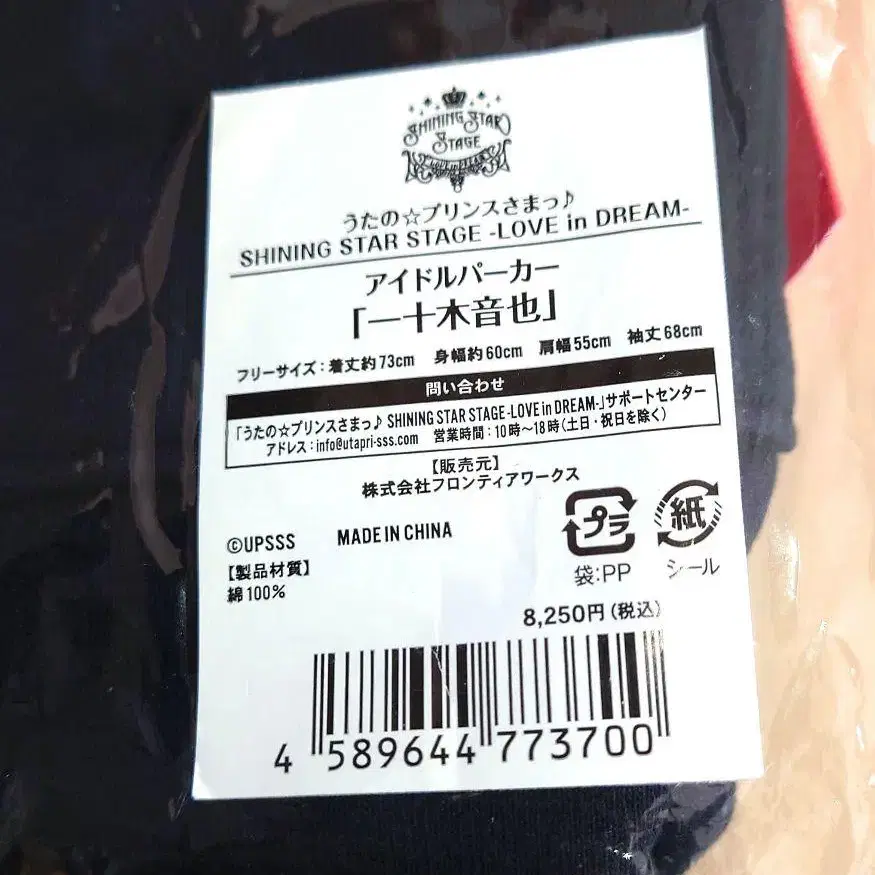 SHINING STAR
STAGE
うたの☆プリンスさまっ♪
SHINING STAR STAGE -LOVE in DREAM-
アイドルパーカー
「一十木音也」
フリーサイズ：着丈約73cm 身幅約60cm 肩幅55cm 袖丈68cm
問い合わせ
「うたの☆プリンスさまっ♪ SHINING STAR STAGE -LOVE in DREAM-」サポートセンター
アドレス：info@utapri-sss.com 営業時間：10時〜18時（土日・祝日を除く）
【販売元】
株式会社フロンティアワークス
©UPSSS MADE IN CHINA
プラ 紙
袋：PP シール
【製品材質】
綿100%
8,250円（税込）
4 589644 773700